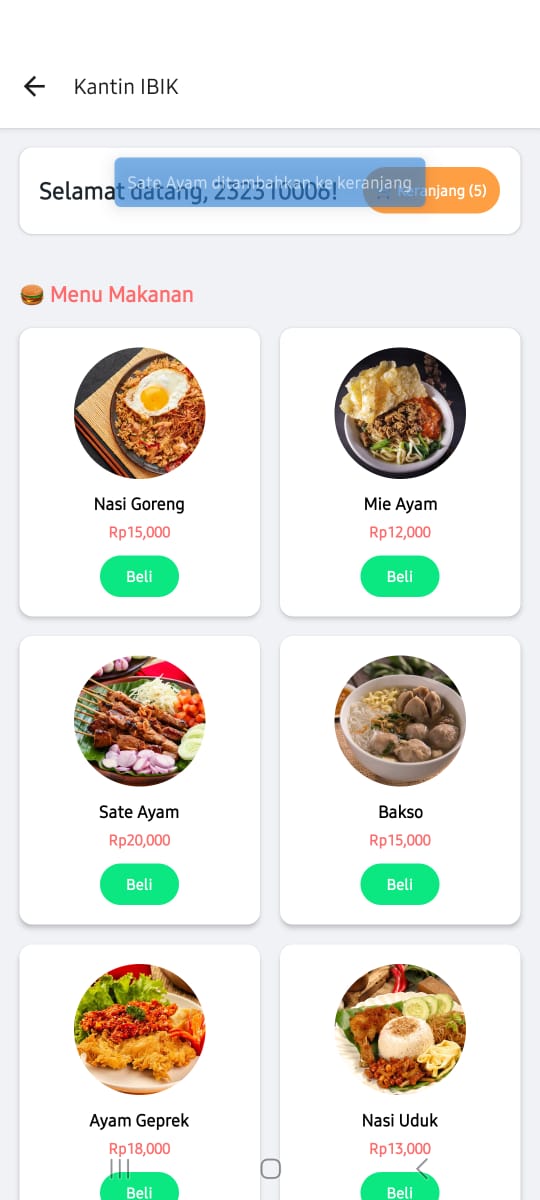 Kantin IBIK
Sate Ayam ditambahkan ke keranjang
Selamat datang, 232310006!
Keranjang (5)
Menu Makanan
Nasi Goreng
Rp15,000
Beli
Mie Ayam
Rp12,000
Beli
Sate Ayam
Rp20,000
Beli
Bakso
Rp15,000
Beli
Ayam Geprek
Rp18,000
Beli
Nasi Uduk
Rp13,000
Beli